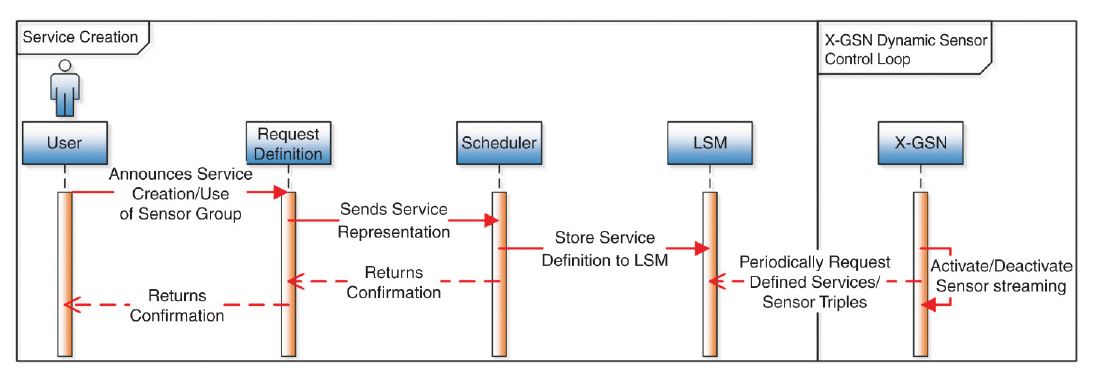 Service Creation
X-GSN Dynamic Sensor
Control Loop
User
Request
Definition
Scheduler
LSM
X-GSN
Announces Service
Creation/Use
of Sensor Group
Sends Service
Representation
Store Service
Definition to LSM
Periodically Request
Defined Services/
Sensor Triples
Activate/Deactivate
Sensor streaming
Returns
Confirmation
Returns
Confirmation